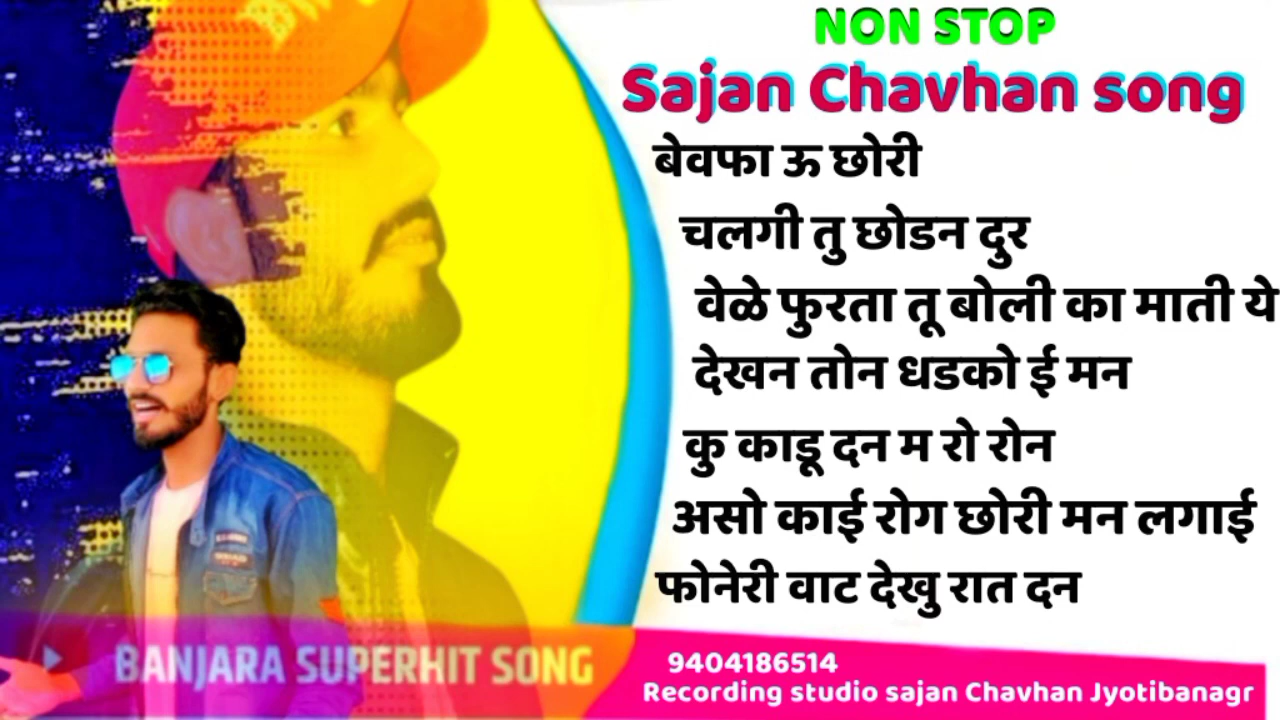 NON STOP
Sajan Chavhan song
बेवफा ऊ छोरी
चलगी तु छोडन दुर
वेळे फुरता तू बोली का माती ये
देखन तोन धडको ई मन
कु काडू दन म रो रोन
असो काई रोग छोरी मन लगाई
फोनेरी वाट देखु रात दन
BANJARA SUPERHIT SONG
9404186514
Recording studio sajan Chavhan Jyotibanagr